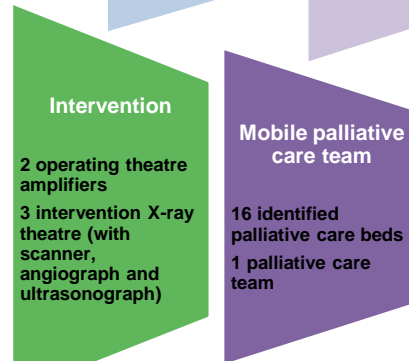 Intervention
2 operating theatre
amplifiers
3 intervention X-ray
theatre (with
scanner,
angiograph and
ultrasonograph)
Mobile palliative
care team
16 identified
palliative care beds
1 palliative care
team